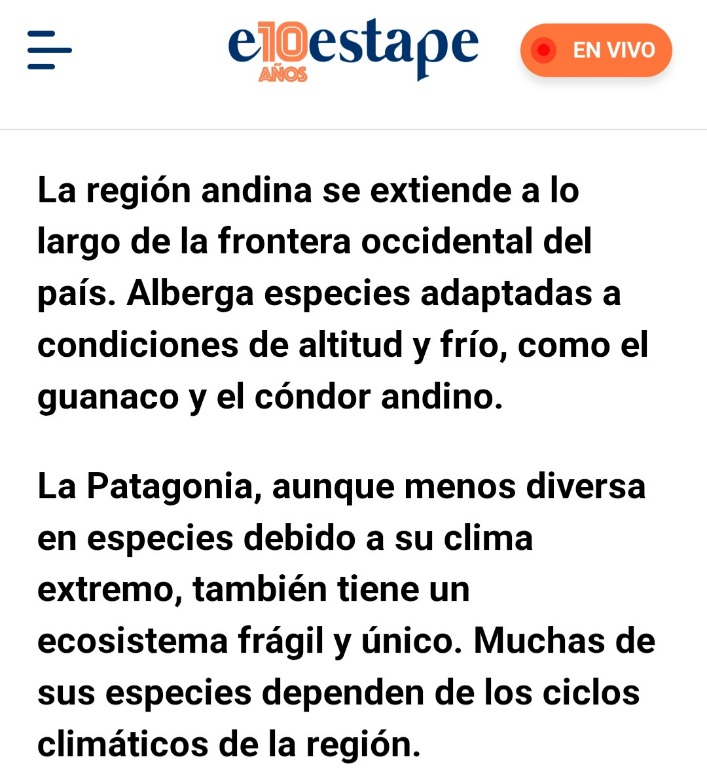 e10estape
AÑOS
EN VIVO
La región andina se extiende a lo
largo de la frontera occidental del
país. Alberga especies adaptadas a
condiciones de altitud y frío, como el
guanaco y el cóndor andino.
La Patagonia, aunque menos diversa
en especies debido a su clima
extremo, también tiene un
ecosistema frágil y único. Muchas de
sus especies dependen de los ciclos
climáticos de la región.